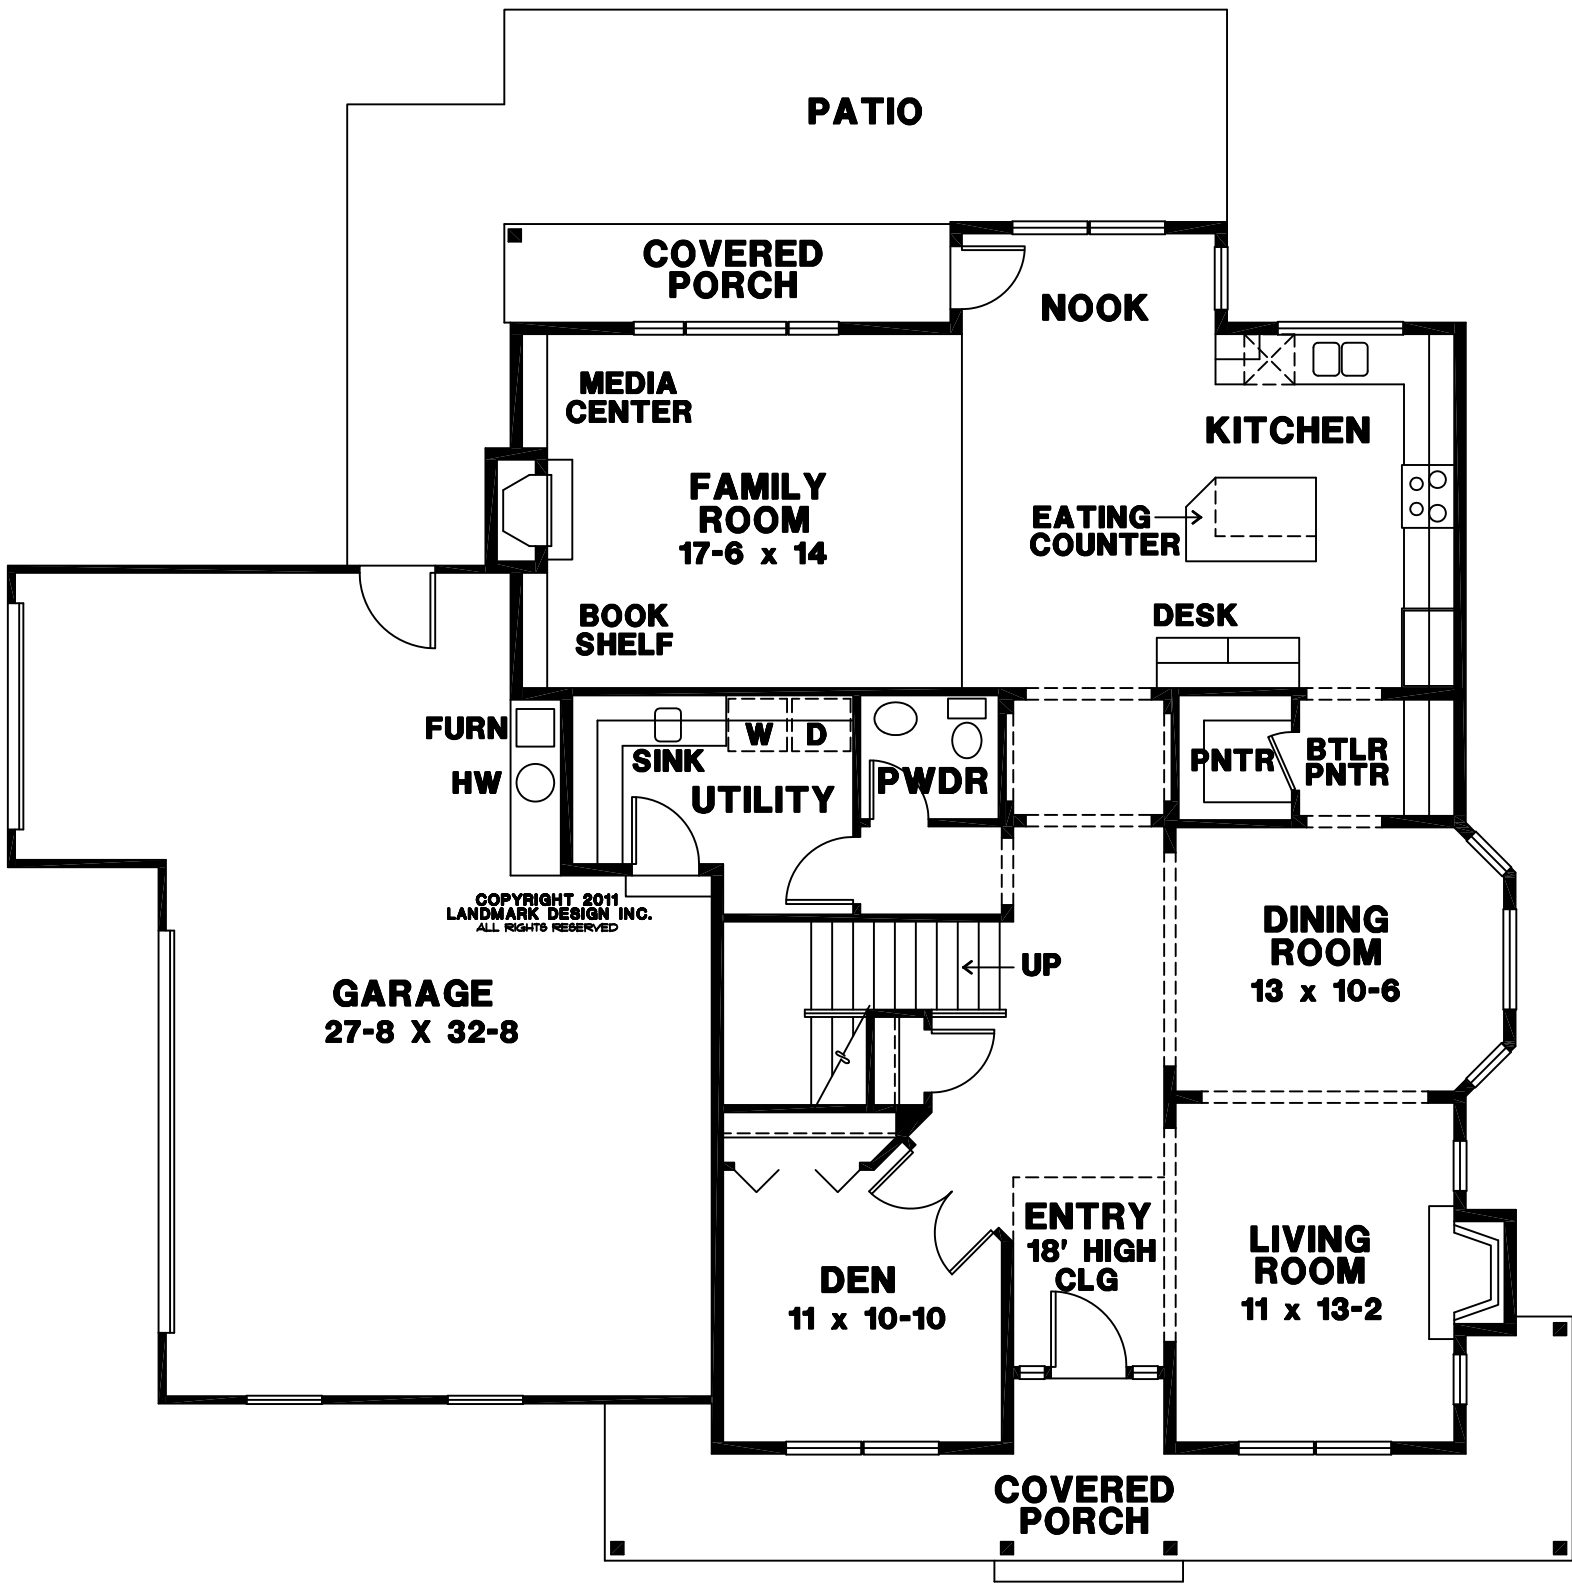 PATIO
COVERED
PORCH
NOOK
MEDIA
CENTER
KITCHEN
FAMILY
ROOM
17-6 x 14
EATING
COUNTER
BOOK
SHELF
DESK
FURN
HW
SINK
W
D
UTILITY
PWDR
PNTR
BTLR
PNTR
COPYRIGHT 2011
LANDMARK DESIGN INC.
ALL RIGHTS RESERVED
GARAGE
27-8 X 32-8
UP
DINING
ROOM
13 x 10-6
ENTRY
18' HIGH
CLG
DEN
11 x 10-10
LIVING
ROOM
11 x 13-2
COVERED
PORCH